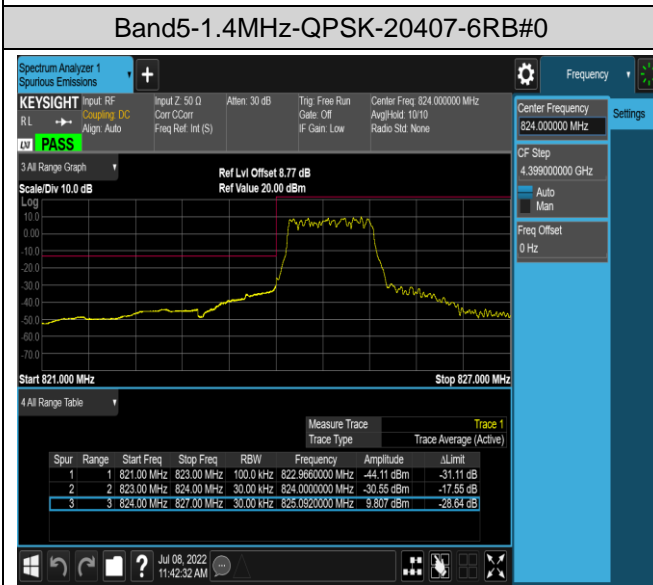 Band5-1.4MHz-QPSK-20407-6RB#0
Spectrum Analyzer 1
Spurious Emissions
Frequency
KEYSIGHT Input: RF Input Z: 50 Ω Atten: 30 dB Trig: Free Run Center Freq: 824.000000 MHz
RL Coupling: DC Corr CCorr Gate: Off Avg|Hold: 10/10
Align: Auto Freq Ref: Int (S) IF Gain: Low Radio Std: None
LXI PASS
Center Frequency Settings
824.000000 MHz
CF Step
4.399000000 GHz
Auto
Man
Freq Offset
0 Hz
3 All Range Graph
Ref Lvl Offset 8.77 dB
Scale/Div 10.0 dB Ref Value 20.00 dBm
Log
10.0
0.00
-10.0
-20.0
-30.0
-40.0
-50.0
-60.0
-70.0
Start 821.000 MHz Stop 827.000 MHz
4 All Range Table
Measure Trace Trace 1
Trace Type Trace Average (Active)
Spur Range Start Freq Stop Freq RBW Frequency Amplitude ΔLimit
1 1 821.00 MHz 823.00 MHz 100.0 kHz 822.9660000 MHz -44.11 dBm -31.11 dB
2 2 823.00 MHz 824.00 MHz 30.00 kHz 824.0000000 MHz -30.55 dBm -17.55 dB
3 3 824.00 MHz 827.00 MHz 30.00 kHz 825.0920000 MHz 9.807 dBm -28.64 dB
Jul 08, 2022
11:42:32 AM